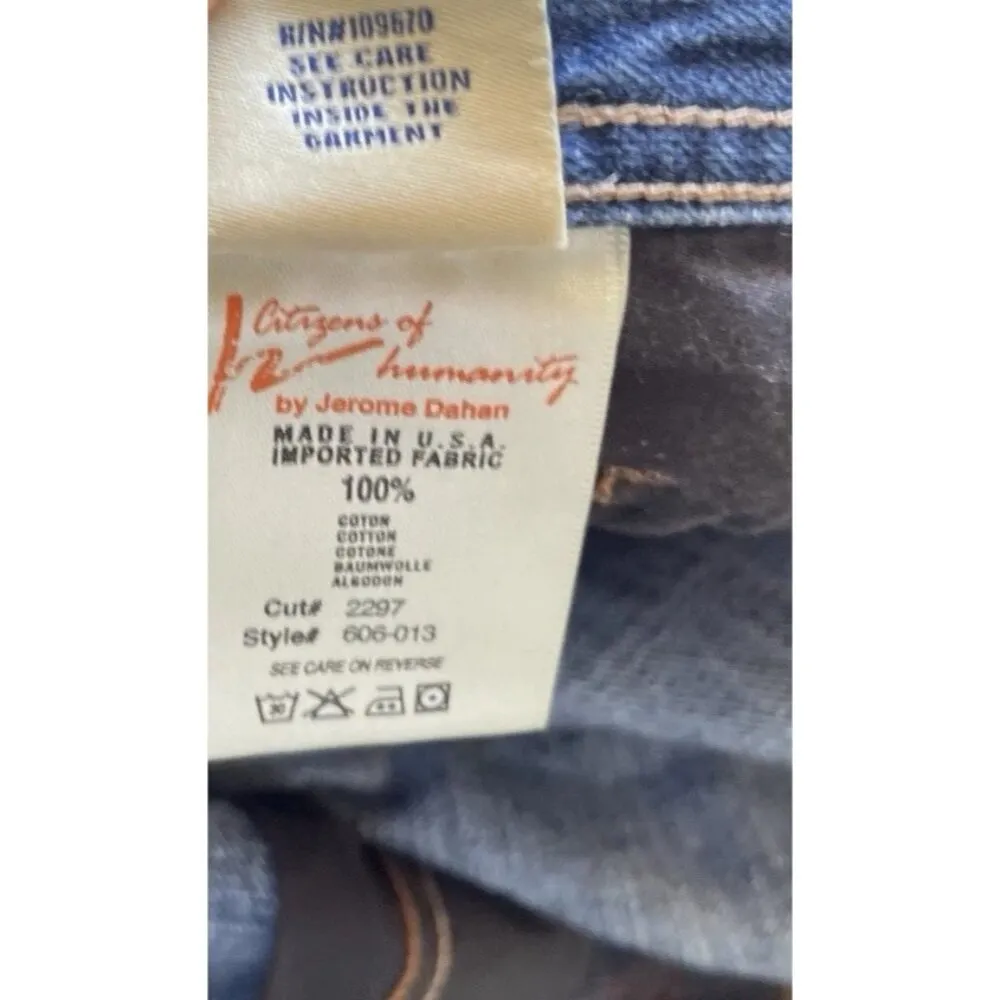 R/N#109670
SEE CARE
INSTRUCTION
INSIDE THE
GARMENT
Citizens of
humanity
by Jerome Dahan
MADE IN U.S.A.
IMPORTED FABRIC
100%
COTON
COTTON
COTONE
BAUMWOLLE
ALGODON
Cut# 2297
Style# 606-013
SEE CARE ON REVERSE
30